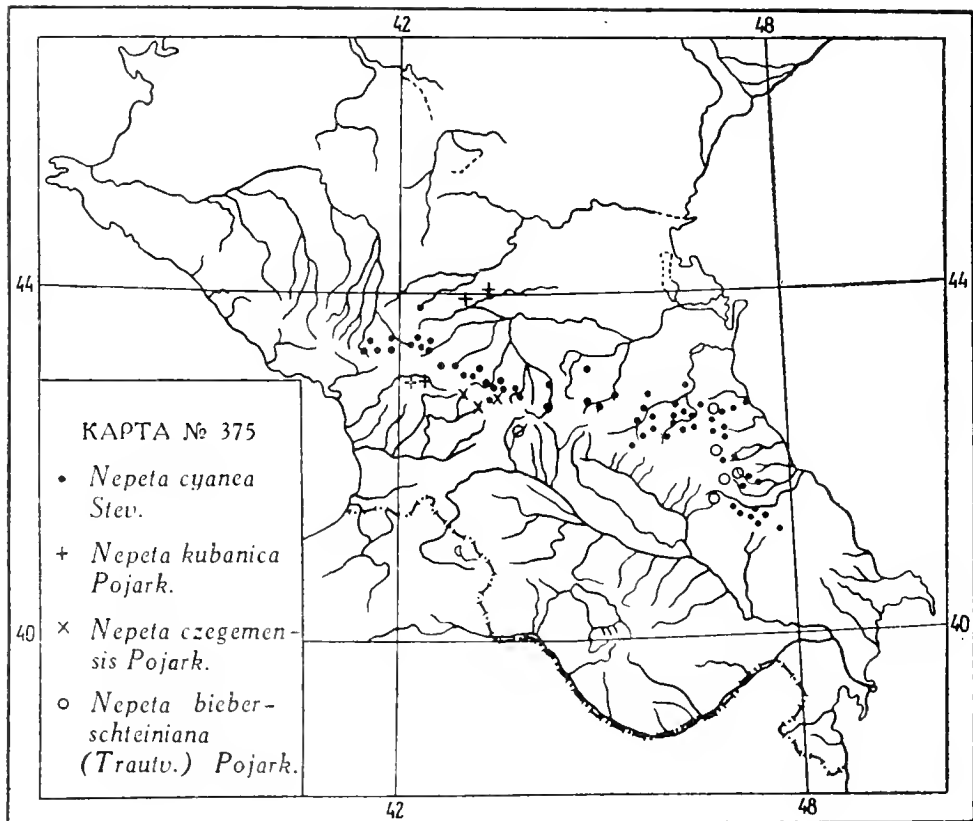 42 48
44 44
КАРТА № 375
• Nepeta cyanea
Stev.
+ Nepeta kubanica
Pojark.
× Nepeta czegemen-
sis Pojark.
○ Nepeta bieber-
schteiniana
(Trautv.) Pojark.
40 40
42 48